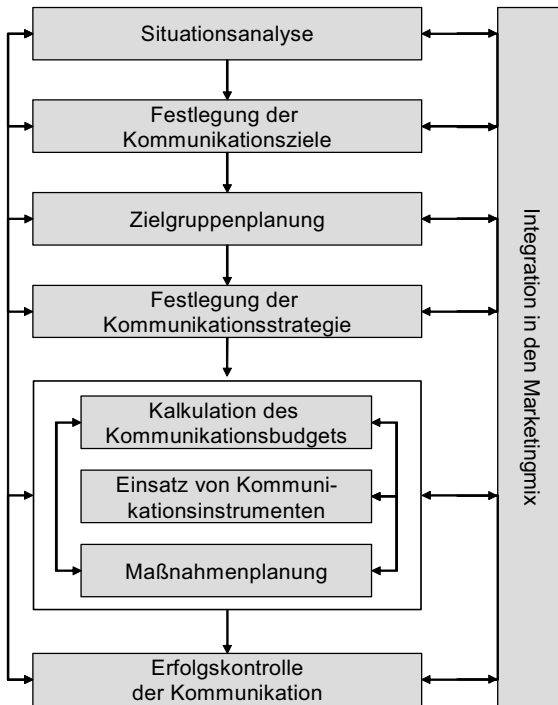 Situationsanalyse
Festlegung der
Kommunikationsziele
Zielgruppenplanung
Festlegung der
Kommunikationsstrategie
Kalkulation des
Kommunikationsbudgets
Einsatz von Kommuni-
kationsinstrumenten
Maßnahmenplanung
Erfolgskontrolle
der Kommunikation
Integration in den Marketingmix